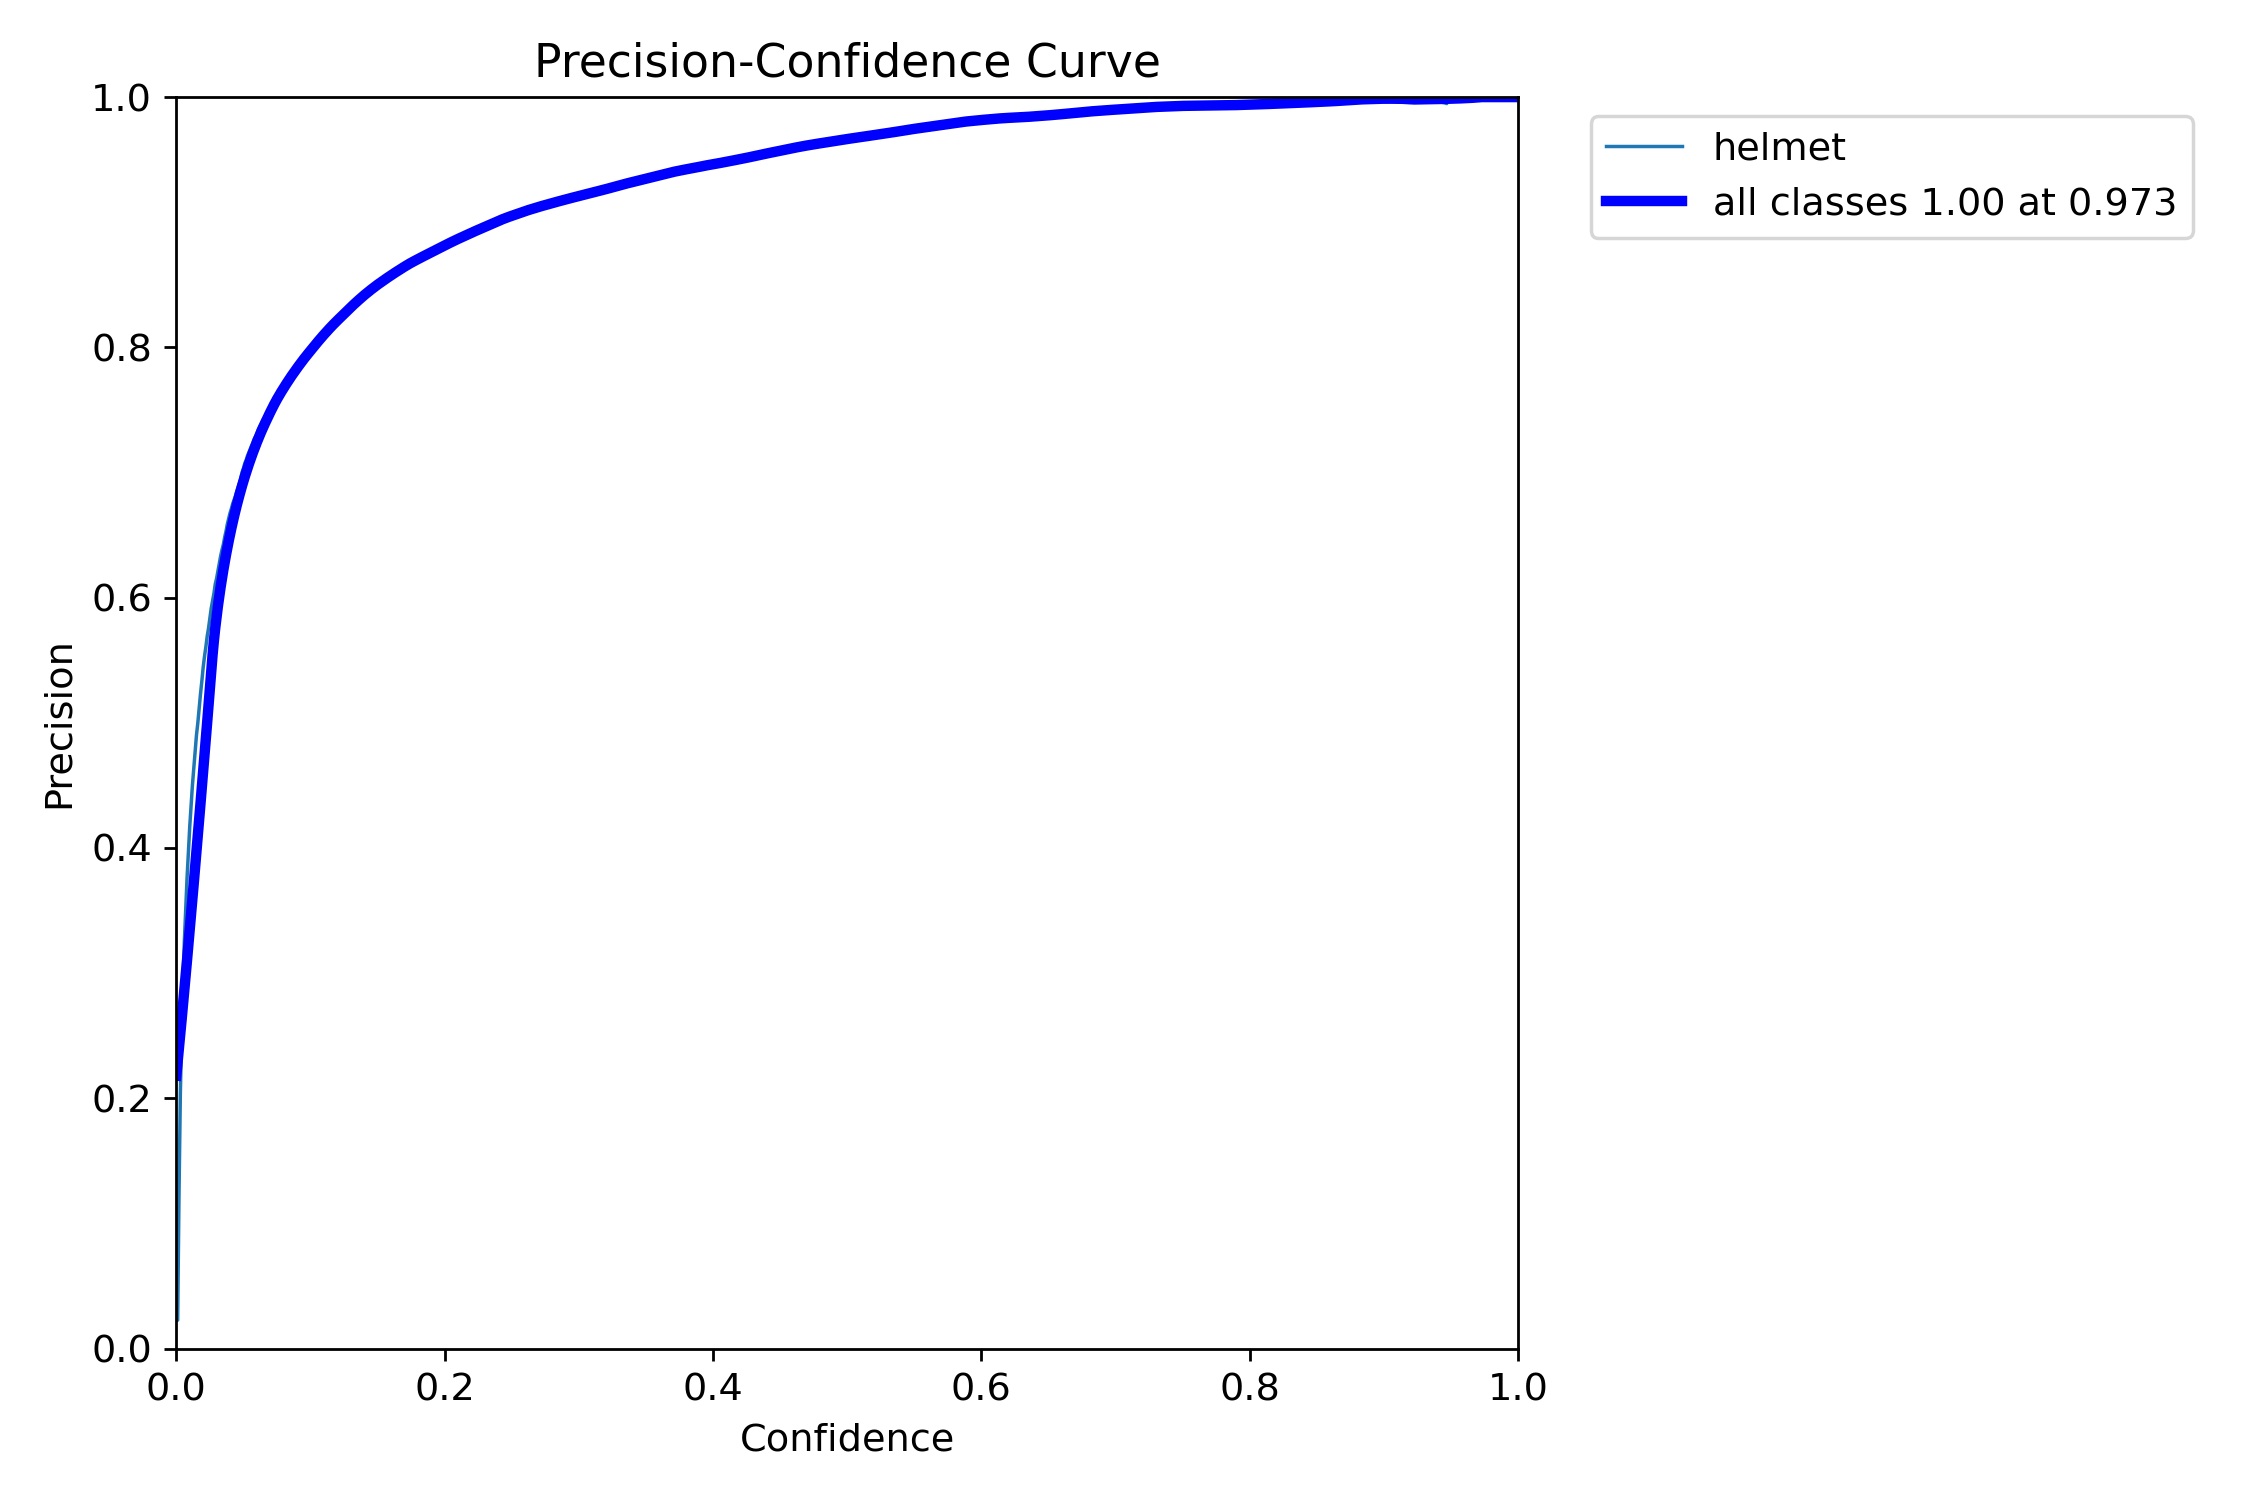 Precision-Confidence Curve
1.0
0.8
0.6
0.4
0.2
0.0
Precision
0.0 0.2 0.4 0.6 0.8 1.0
Confidence
helmet
all classes 1.00 at 0.973